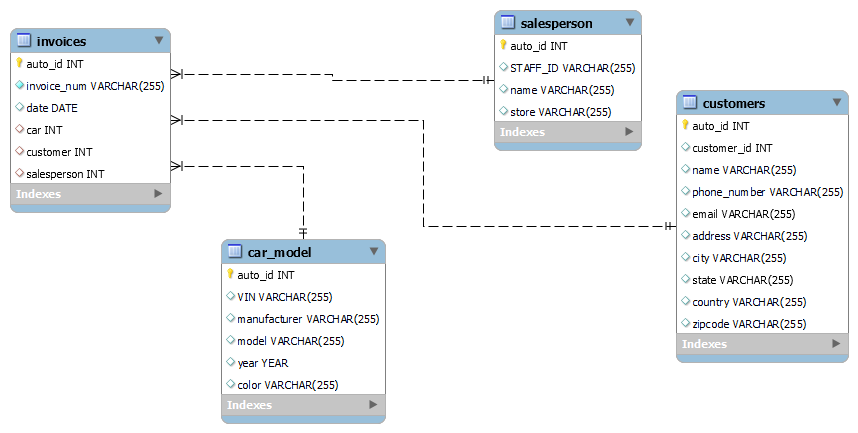 invoices
auto_id INT
invoice_num VARCHAR(255)
date DATE
car INT
customer INT
salesperson INT
Indexes
salesperson
auto_id INT
STAFF_ID VARCHAR(255)
name VARCHAR(255)
store VARCHAR(255)
Indexes
customers
auto_id INT
customer_id INT
name VARCHAR(255)
phone_number VARCHAR(255)
email VARCHAR(255)
address VARCHAR(255)
city VARCHAR(255)
state VARCHAR(255)
country VARCHAR(255)
zipcode VARCHAR(255)
Indexes
car_model
auto_id INT
VIN VARCHAR(255)
manufacturer VARCHAR(255)
model VARCHAR(255)
year YEAR
color VARCHAR(255)
Indexes